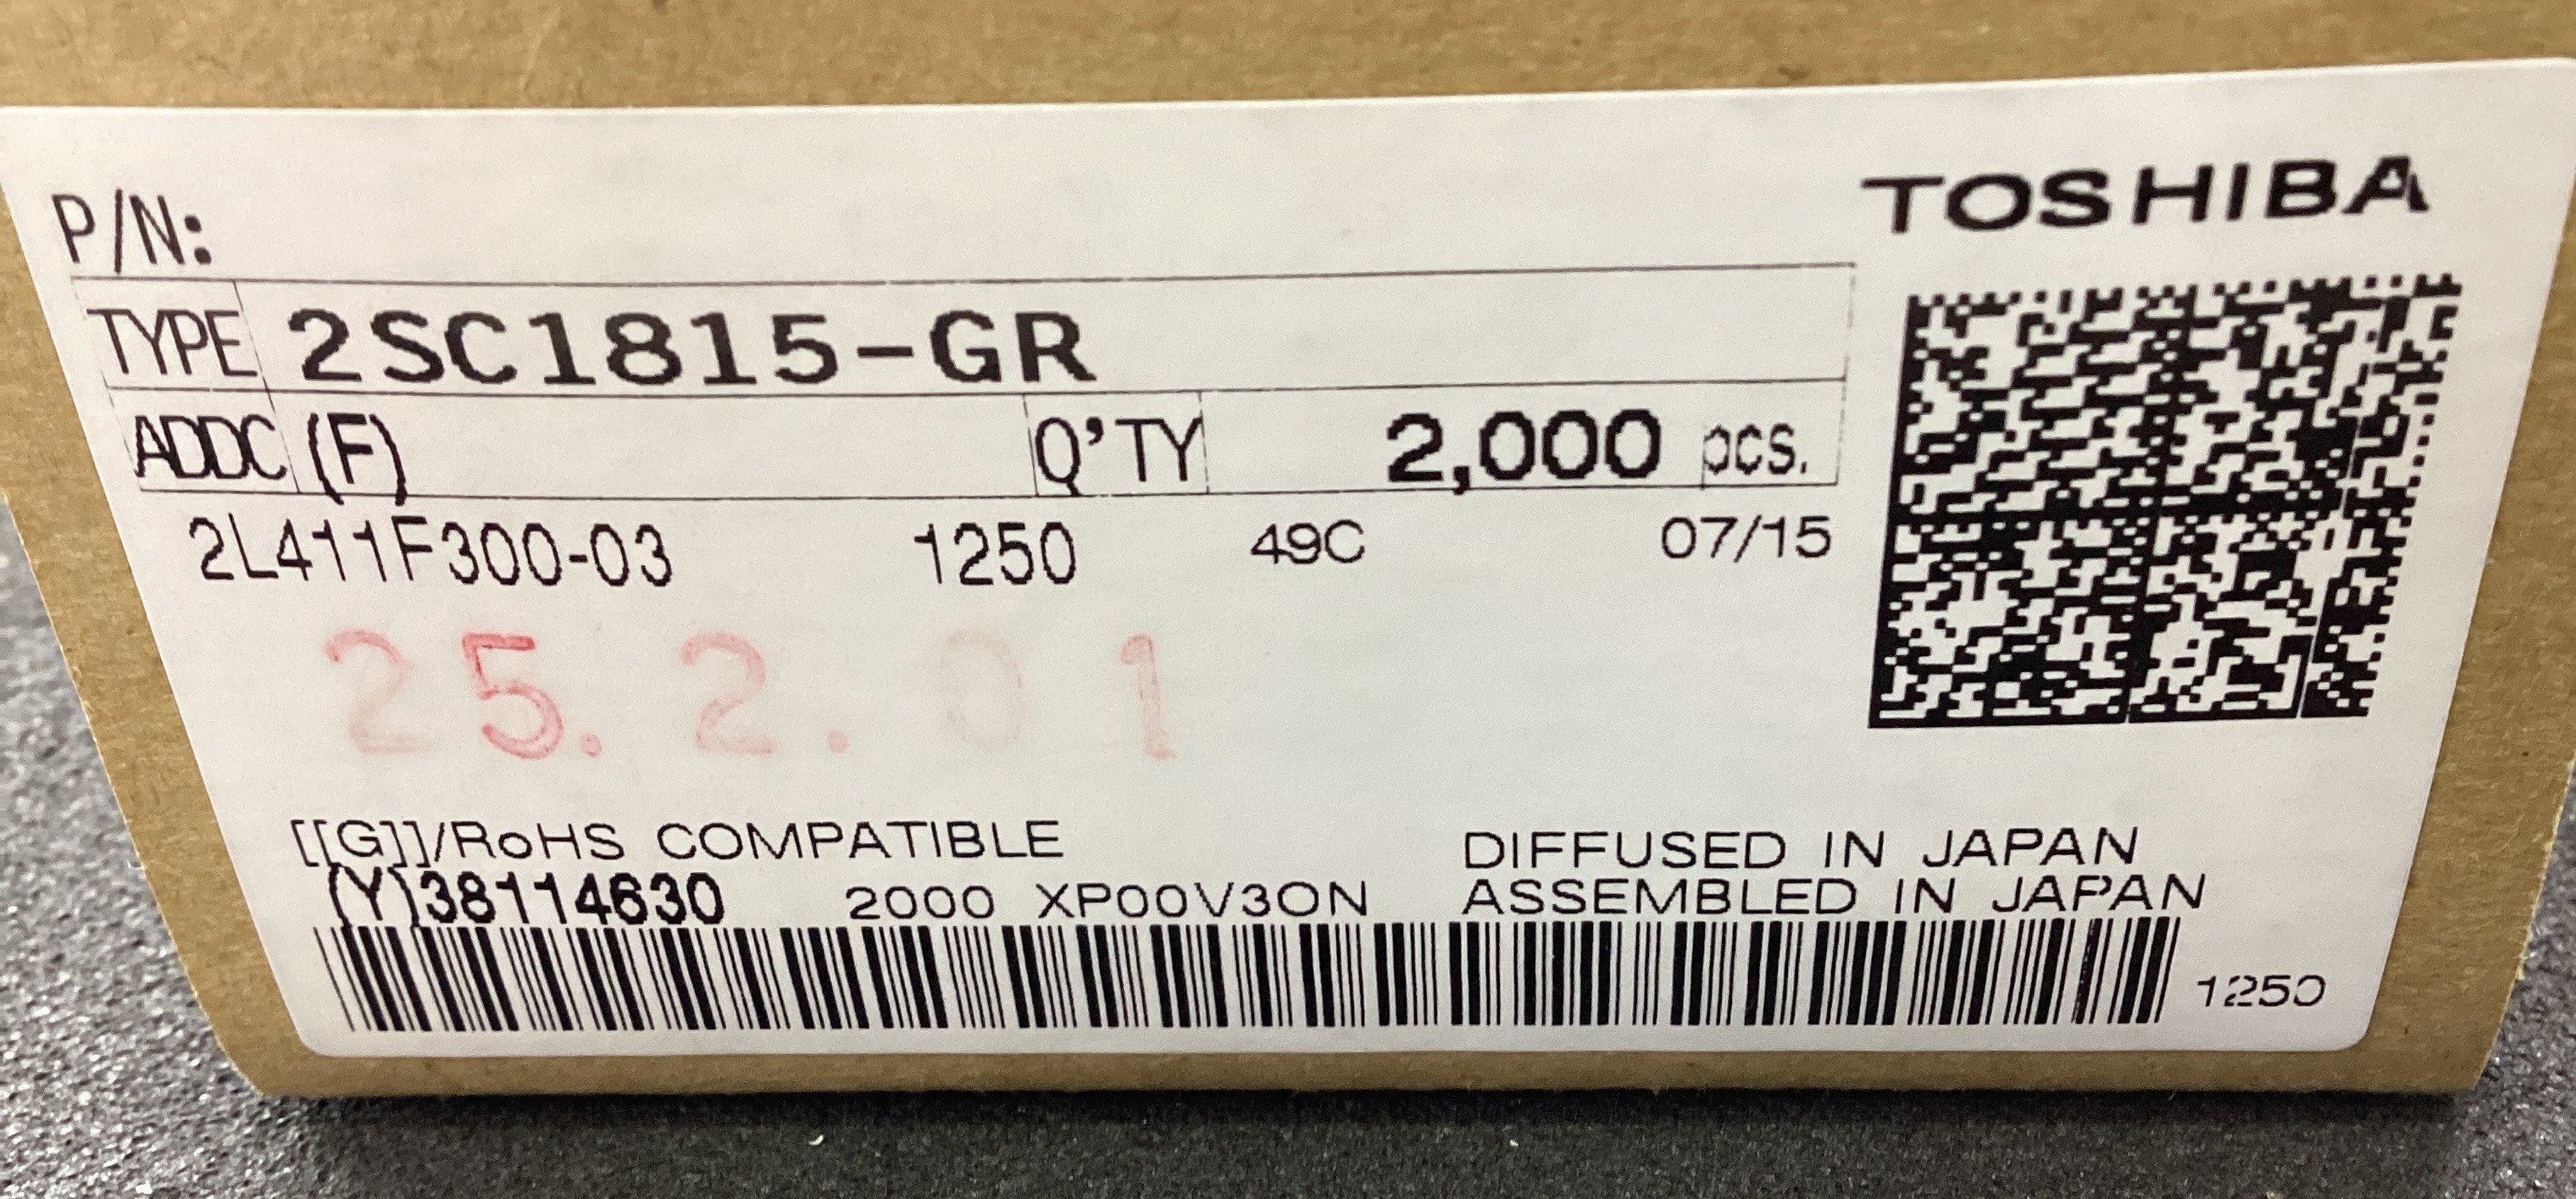 P/N:
TOSHIBA
TYPE 2SC1815-GR
ADDC (F) Q'TY 2,000 pcs.
2L411F300-03 1250 49C 07/15
25.2.01
[[G]]/RoHS COMPATIBLE
DIFFUSED IN JAPAN
(Y)38114630 2000 XP00V3ON
ASSEMBLED IN JAPAN
1250